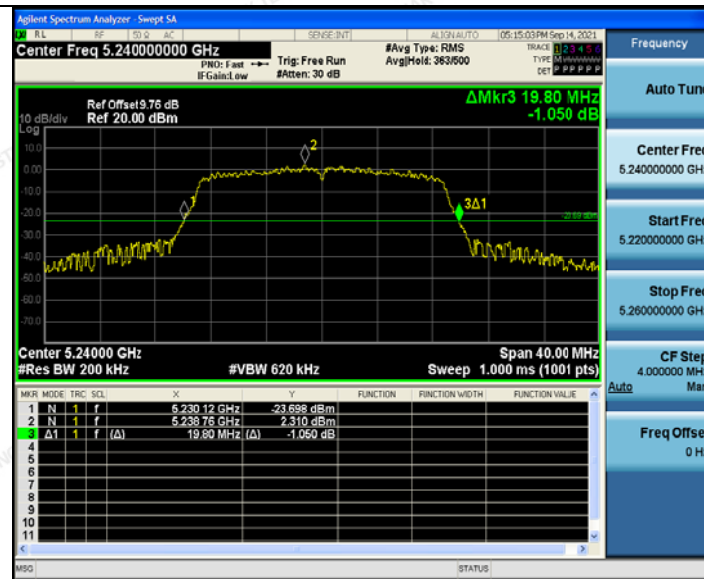 Agilent Spectrum Analyzer - Swept SA
RL RF 50 Ω AC SENSE:INT ALIGNAUTO 05:15:03 PM Sep 14, 2021
Center Freq 5.240000000 GHz #Avg Type: RMS TRACE 1 2 3 4 5 6
PNO: Fast Trig: Free Run Avg|Hold: 363/500 TYPE M
IFGain:Low #Atten: 30 dB DET P P P P P P
Frequency
Auto Tune
Center Freq
5.240000000 GHz
Start Freq
5.220000000 GHz
Stop Freq
5.260000000 GHz
CF Step
4.000000 MHz
Auto Man
Freq Offset
0 Hz
ΔMkr3 19.80 MHz
-1.050 dB
Ref Offset 9.76 dB
10 dB/div Ref 20.00 dBm
Log
10.0
0.00
-10.0
-20.0
-30.0
-40.0
-50.0
-60.0
-70.0
1
2
3Δ1
Center 5.24000 GHz Span 40.00 MHz
#Res BW 200 kHz #VBW 620 kHz Sweep 1.000 ms (1001 pts)
MKR MODE TRC SCL X Y FUNCTION FUNCTION WIDTH FUNCTION VALUE
1 N 1 f 5.230 12 GHz -23.698 dBm
2 N 1 f 5.238 76 GHz 2.310 dBm
3 Δ1 1 f (Δ) 19.80 MHz (Δ) -1.050 dB
4
5
6
7
8
9
10
11
MSG STATUS